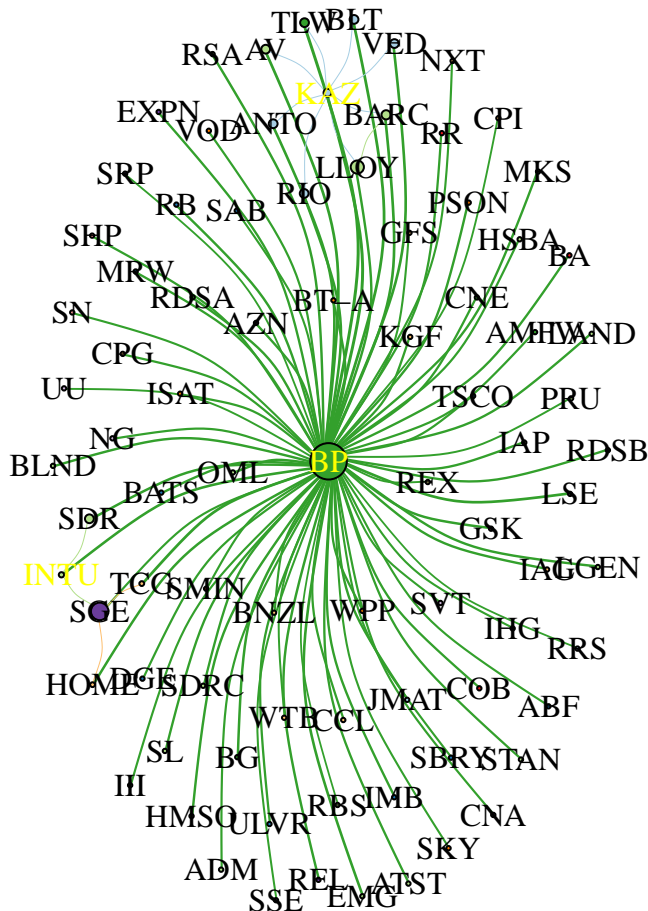 TLW
BLT
RSA
AV
VED
NXT
KAZ
EXPN
VOD
ANTO
BARC
RR
CPI
SRP
RB
SAB
RIO
LLOY
PSON
MKS
SHP
GFS
HSBA
BA
MRW
RDSA
BT-A
CNE
SN
AZN
KGF
AMEC
LAND
CPG
UU
ISAT
TSCO
PRU
NG
IAP
RDSB
BLND
OML
BP
BATS
REX
LSE
SDR
GSK
INTU
TCG
SMIN
IAG
LGEN
SGE
BNZL
WPP
SVT
IHG
RRS
HOME
DGE
SDRC
JMAT
COB
ABF
WTB
CCL
SL
BG
SBRY
STAN
III
RBS
IMB
HMSO
ULVR
CNA
ADM
SKY
REL
ATST
SSE
EMG